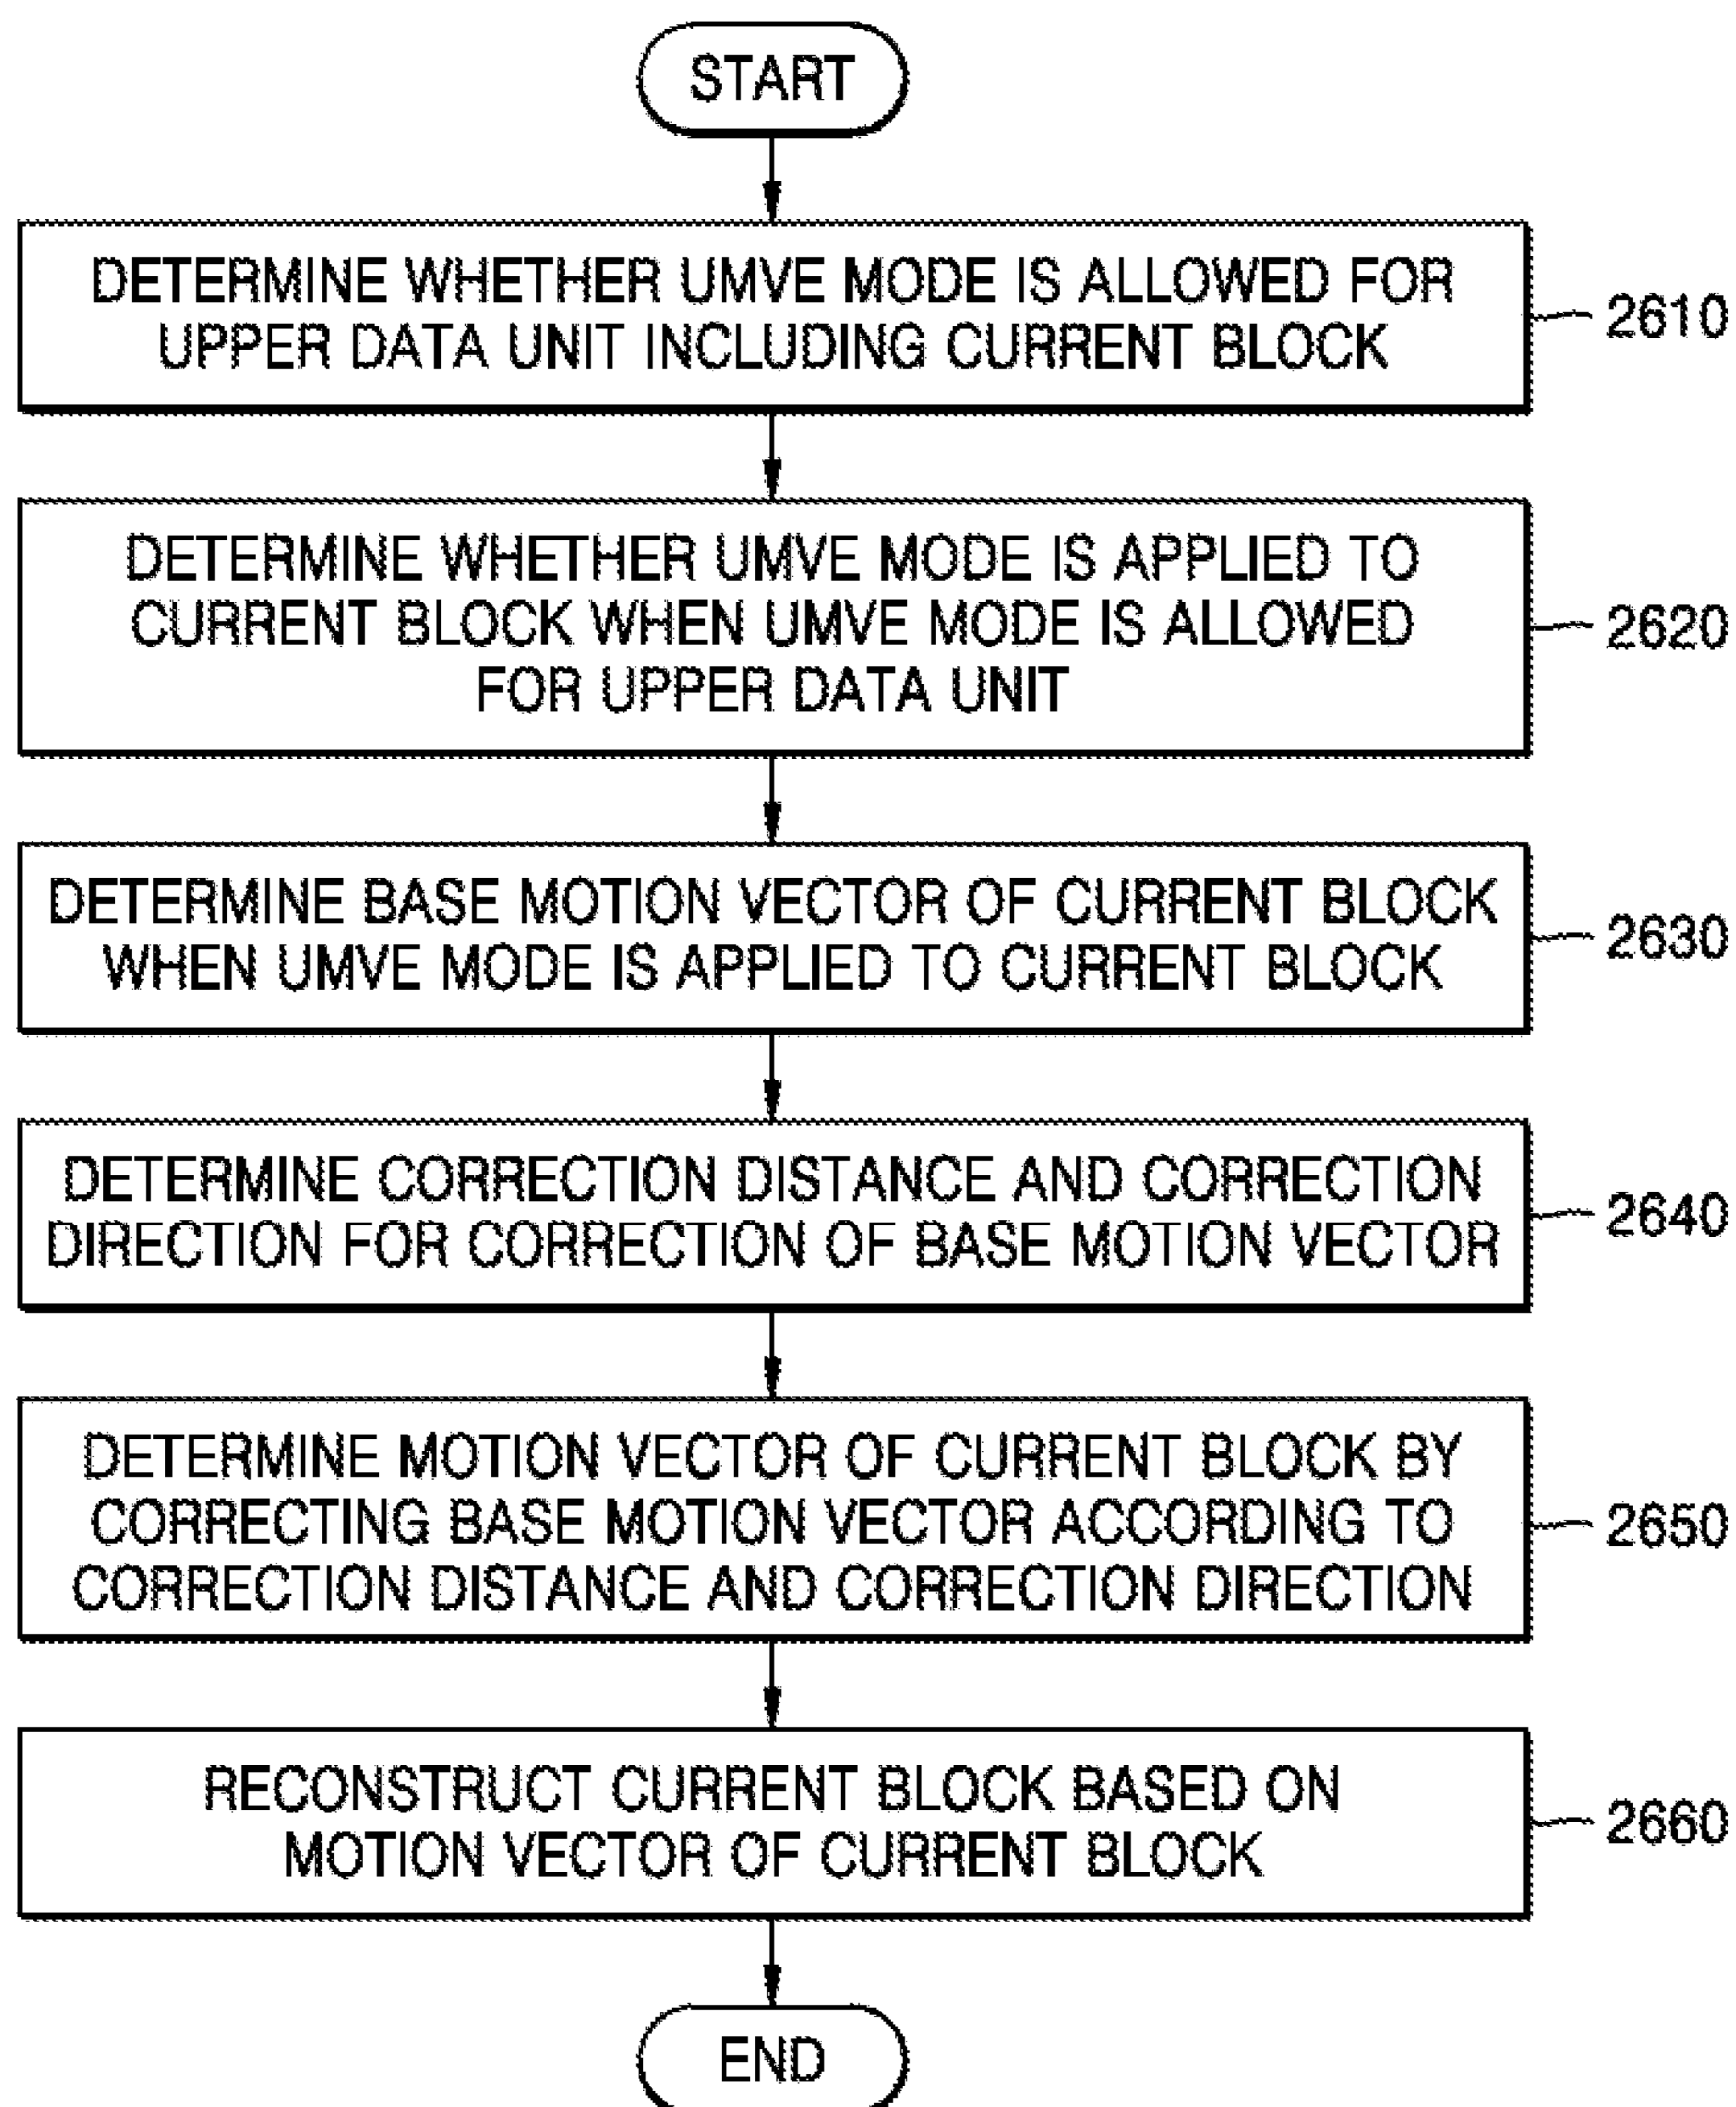 START
DETERMINE WHETHER UMVE MODE IS ALLOWED FOR
UPPER DATA UNIT INCLUDING CURRENT BLOCK
2610
DETERMINE WHETHER UMVE MODE IS APPLIED TO
CURRENT BLOCK WHEN UMVE MODE IS ALLOWED
FOR UPPER DATA UNIT
2620
DETERMINE BASE MOTION VECTOR OF CURRENT BLOCK
WHEN UMVE MODE IS APPLIED TO CURRENT BLOCK
2630
DETERMINE CORRECTION DISTANCE AND CORRECTION
DIRECTION FOR CORRECTION OF BASE MOTION VECTOR
2640
DETERMINE MOTION VECTOR OF CURRENT BLOCK BY
CORRECTING BASE MOTION VECTOR ACCORDING TO
CORRECTION DISTANCE AND CORRECTION DIRECTION
2650
RECONSTRUCT CURRENT BLOCK BASED ON
MOTION VECTOR OF CURRENT BLOCK
2660
END